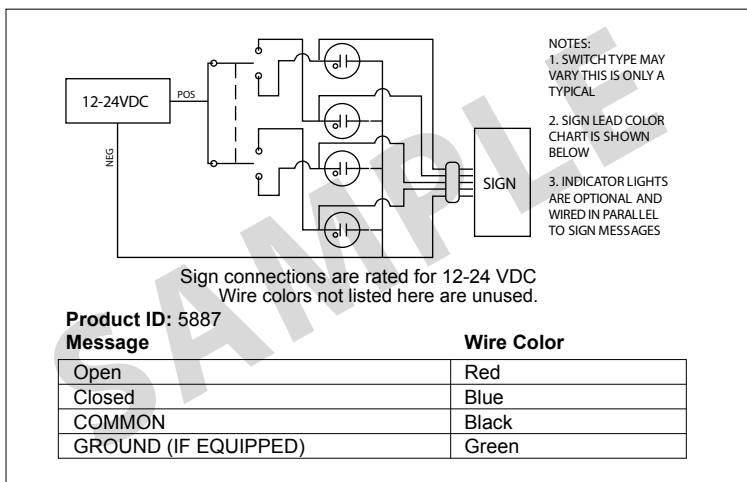 12-24VDC
POS
NEG
SIGN
NOTES:
1. SWITCH TYPE MAY
VARY THIS IS ONLY A
TYPICAL
2. SIGN LEAD COLOR
CHART IS SHOWN
BELOW
3. INDICATOR LIGHTS
ARE OPTIONAL AND
WIRED IN PARALLEL
TO SIGN MESSAGES
SAMPLE
Sign connections are rated for 12-24 VDC
Wire colors not listed here are unused.
Product ID: 5887
Message Wire Color
Open Red
Closed Blue
COMMON Black
GROUND (IF EQUIPPED) Green